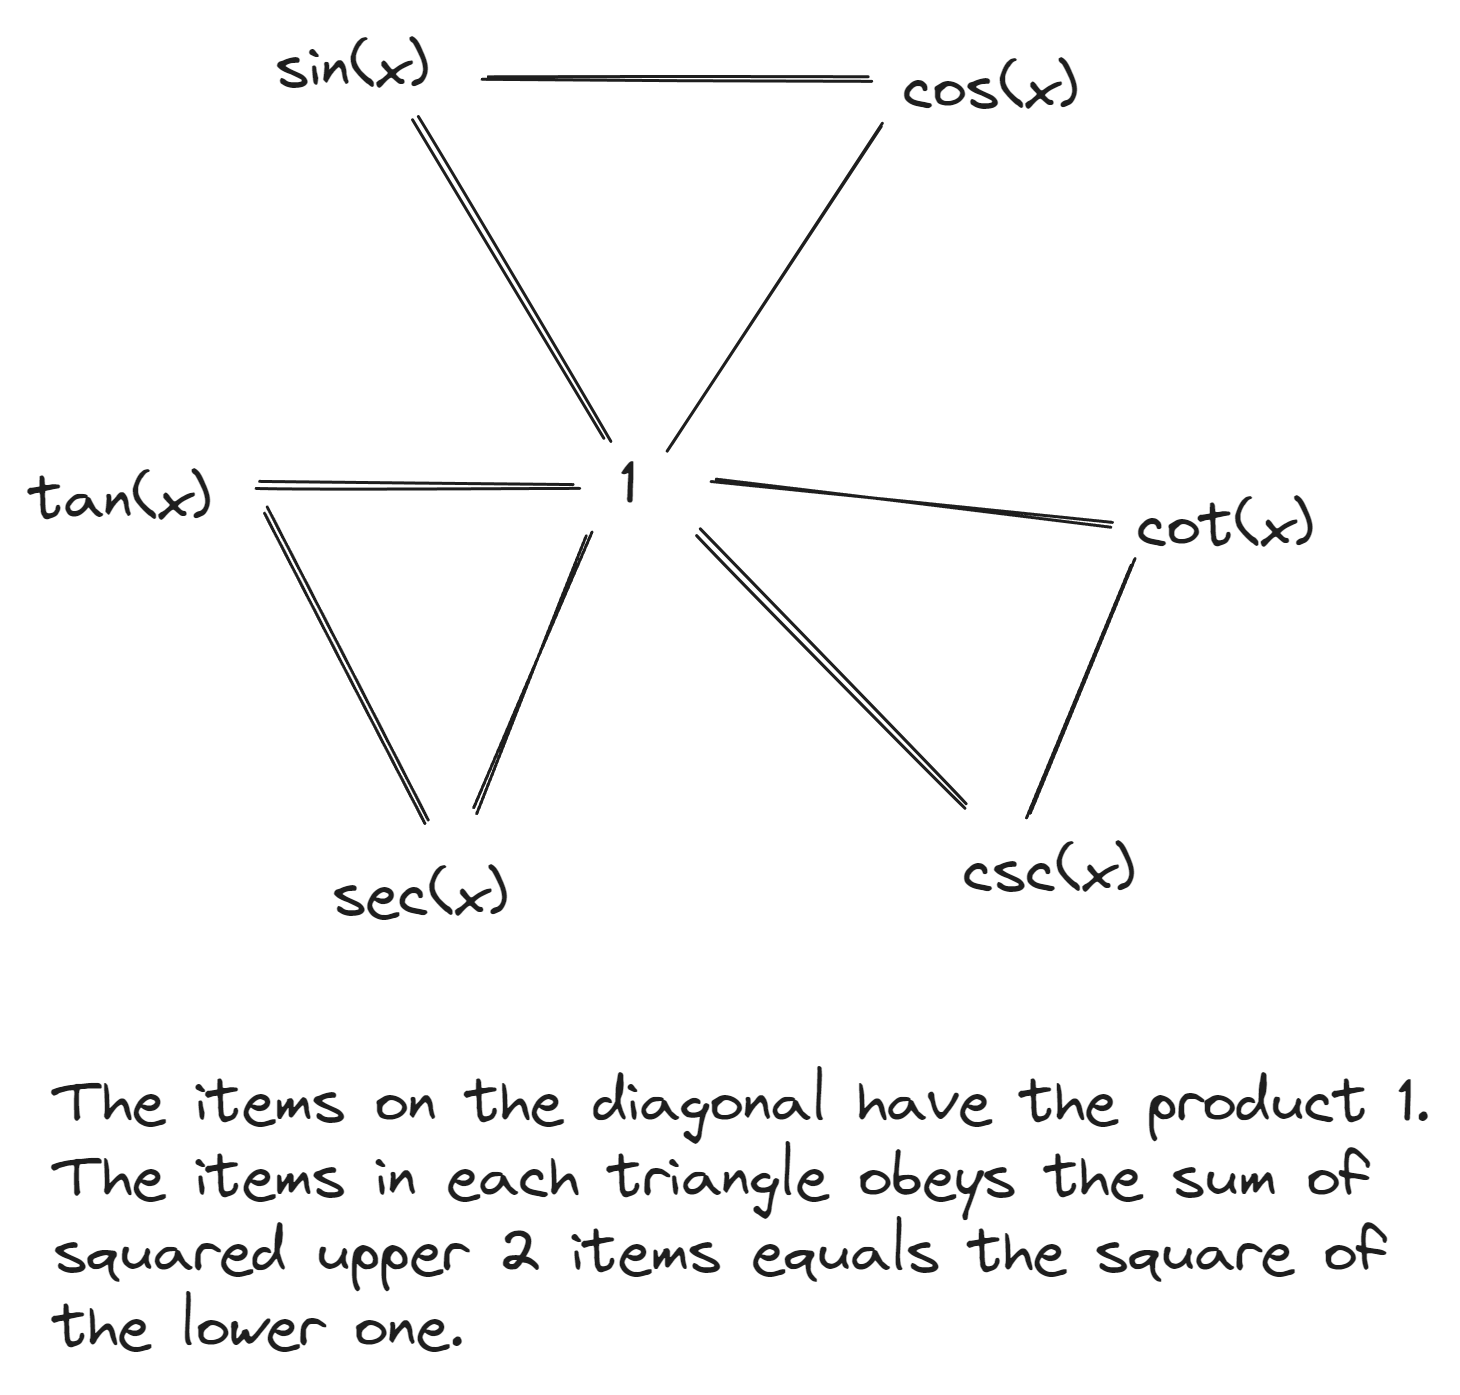 sin(x)
cos(x)
1
tan(x)
cot(x)
sec(x)
csc(x)
The items on the diagonal have the product 1.
The items in each triangle obeys the sum of
squared upper 2 items equals the square of
the lower one.